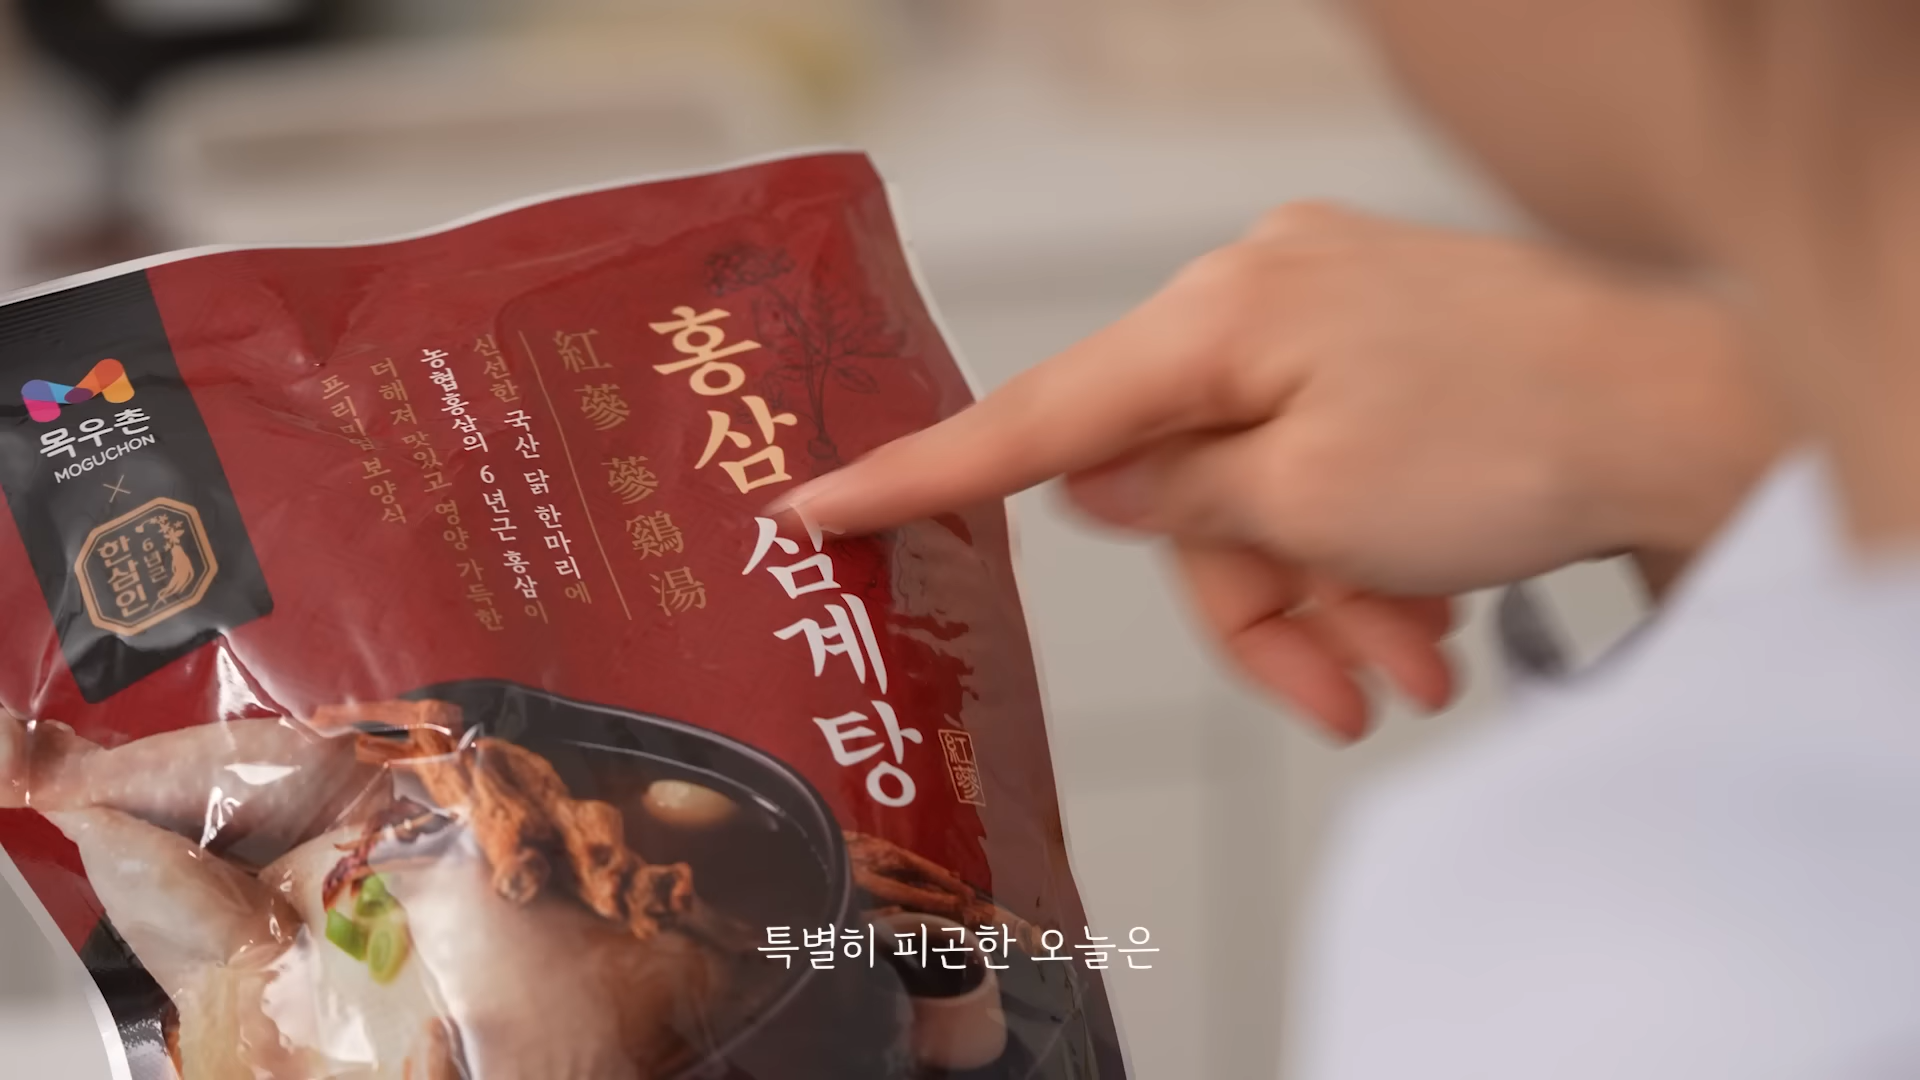 목우촌
MOGUCHON
×
6년근
한삼인
홍삼
삼계탕
紅蔘
蔘鷄湯
신선한 국산 닭 한마리에
농협홍삼의 6년근 홍삼이
더해져 맛있고 영양 가득한
프리미엄 보양식
紅蔘
특별히 피곤한 오늘은